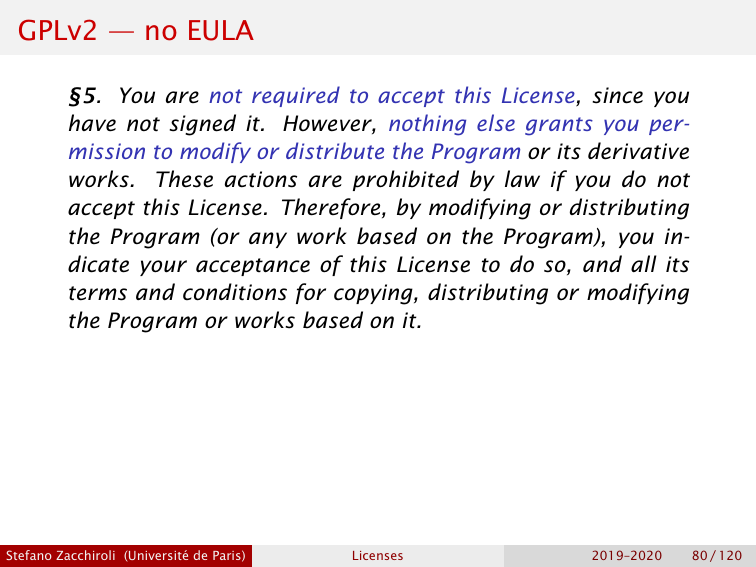 GPLv2 — no EULA
§5. You are not required to accept this License, since you
have not signed it. However, nothing else grants you per-
mission to modify or distribute the Program or its derivative
works. These actions are prohibited by law if you do not
accept this License. Therefore, by modifying or distributing
the Program (or any work based on the Program), you in-
dicate your acceptance of this License to do so, and all its
terms and conditions for copying, distributing or modifying
the Program or works based on it.
Stefano Zacchiroli (Université de Paris) Licenses 2019–2020 80 / 120